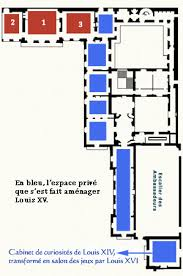 2 1 3
En bleu, l'espace privé
que s'est fait aménager
Louiz XV.
Escalier des
Ambassadeurs
Cabinet de curiosités de Louis XIV,
transformé en salon des jeux par Louis XVI